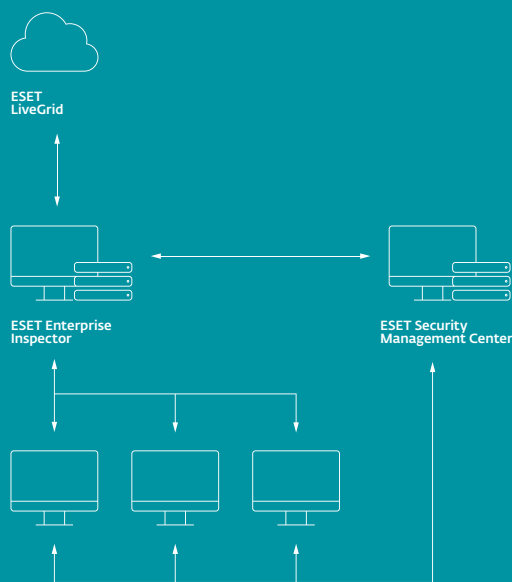 ESET
LiveGrid
ESET Enterprise
Inspector
ESET Security
Management Center